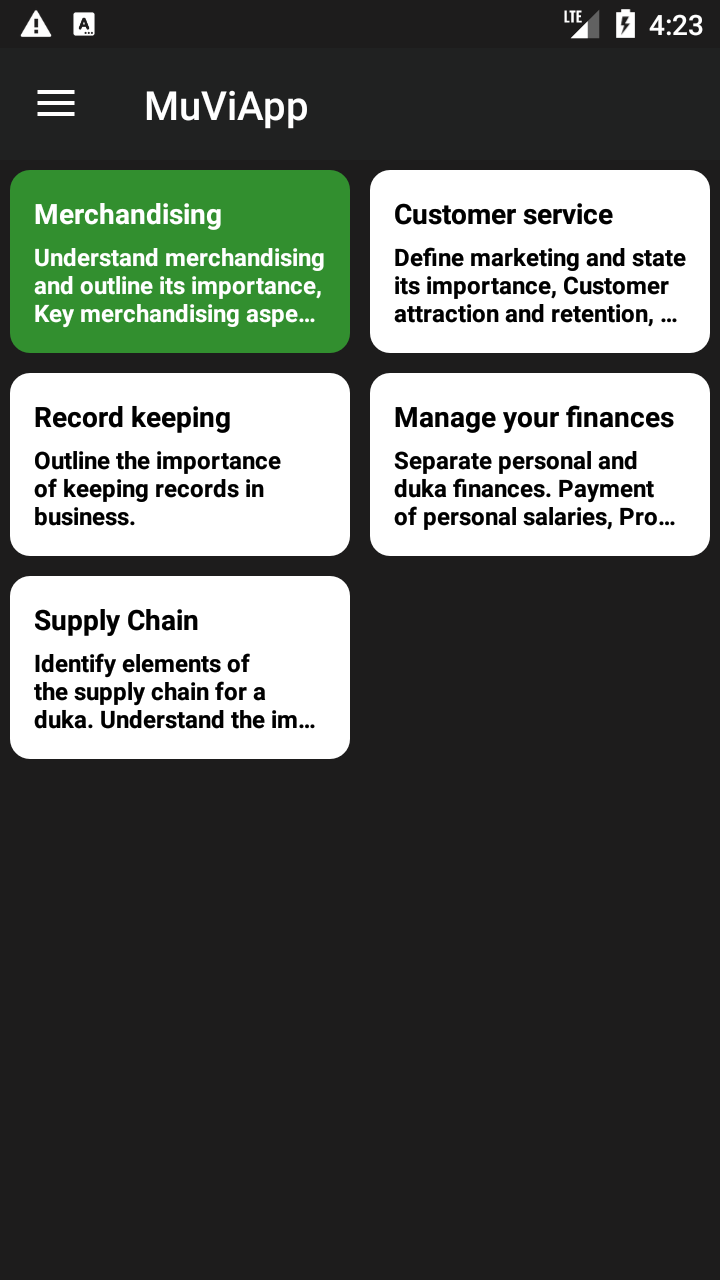 LTE 4:23
MuViApp
Merchandising
Understand merchandising
and outline its importance,
Key merchandising aspe…
Customer service
Define marketing and state
its importance, Customer
attraction and retention, …
Record keeping
Outline the importance
of keeping records in
business.
Manage your finances
Separate personal and
duka finances. Payment
of personal salaries, Pro…
Supply Chain
Identify elements of
the supply chain for a
duka. Understand the im…